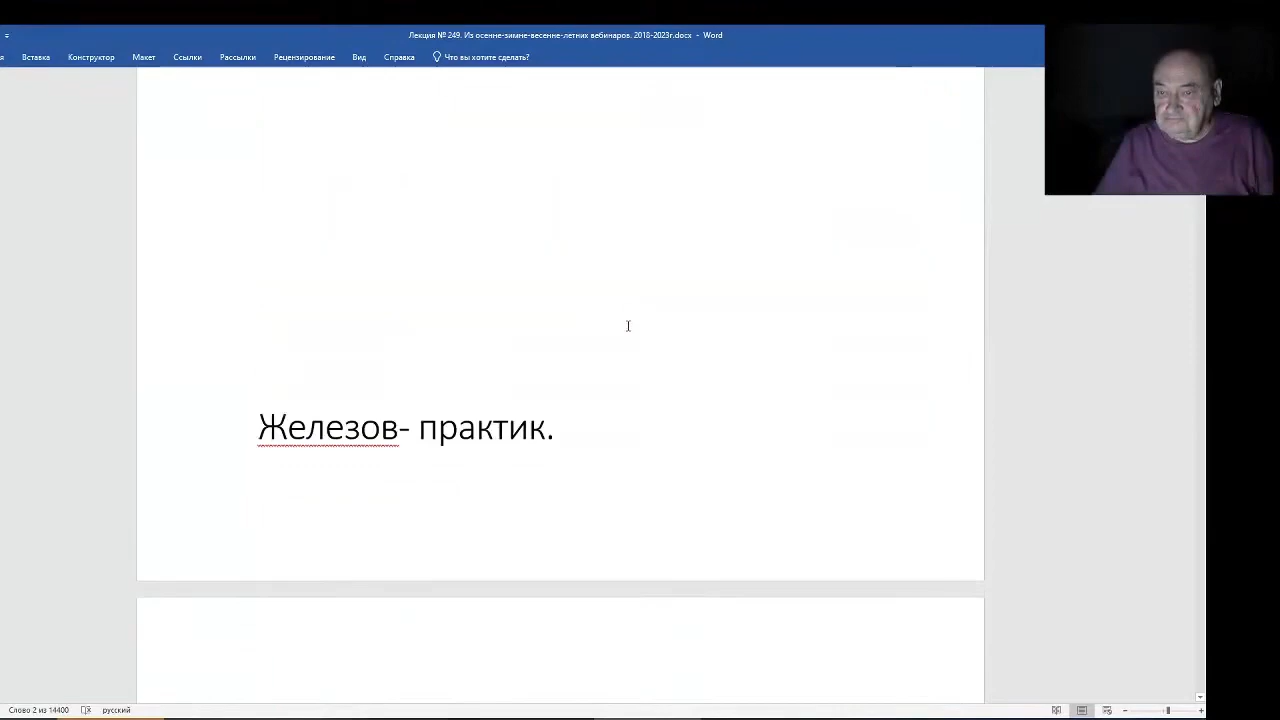 Лекция № 249. Из осенне-зимне-весенне-летних вебинаров. 2018-2023г.docx - Word
я Вставка Конструктор Макет Ссылки Рассылки Рецензирование Вид Справка Что вы хотите сделать?
Железов- практик.
Слово 2 из 14400 русский